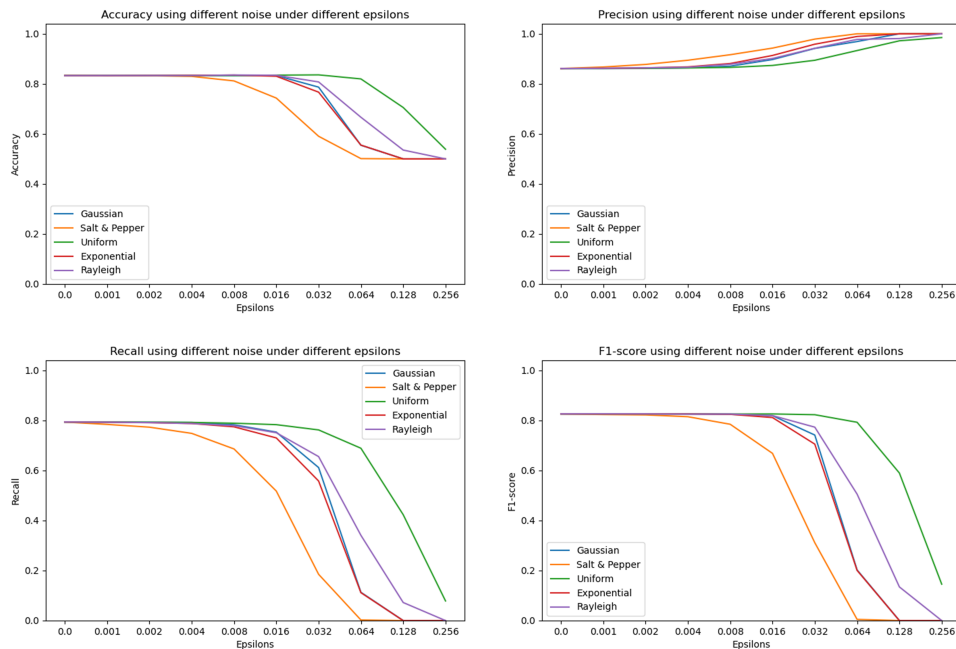 Accuracy using different noise under different epsilons
1.0
0.8
0.6
0.4
0.2
0.0
Accuracy
Gaussian
Salt & Pepper
Uniform
Exponential
Rayleigh
0.0 0.001 0.002 0.004 0.008 0.016 0.032 0.064 0.128 0.256
Epsilons
Precision using different noise under different epsilons
1.0
0.8
0.6
0.4
0.2
0.0
Precision
Gaussian
Salt & Pepper
Uniform
Exponential
Rayleigh
0.0 0.001 0.002 0.004 0.008 0.016 0.032 0.064 0.128 0.256
Epsilons
Recall using different noise under different epsilons
1.0
0.8
0.6
0.4
0.2
0.0
Recall
Gaussian
Salt & Pepper
Uniform
Exponential
Rayleigh
0.0 0.001 0.002 0.004 0.008 0.016 0.032 0.064 0.128 0.256
Epsilons
F1-score using different noise under different epsilons
1.0
0.8
0.6
0.4
0.2
0.0
F1-score
Gaussian
Salt & Pepper
Uniform
Exponential
Rayleigh
0.0 0.001 0.002 0.004 0.008 0.016 0.032 0.064 0.128 0.256
Epsilons